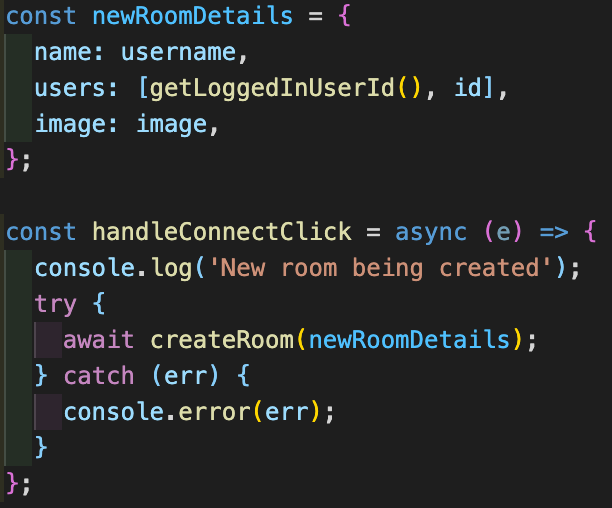 const newRoomDetails = {
  name: username,
  users: [getLoggedInUserId(), id],
  image: image,
};

const handleConnectClick = async (e) => {
  console.log('New room being created');
  try {
    await createRoom(newRoomDetails);
  } catch (err) {
    console.error(err);
  }
};